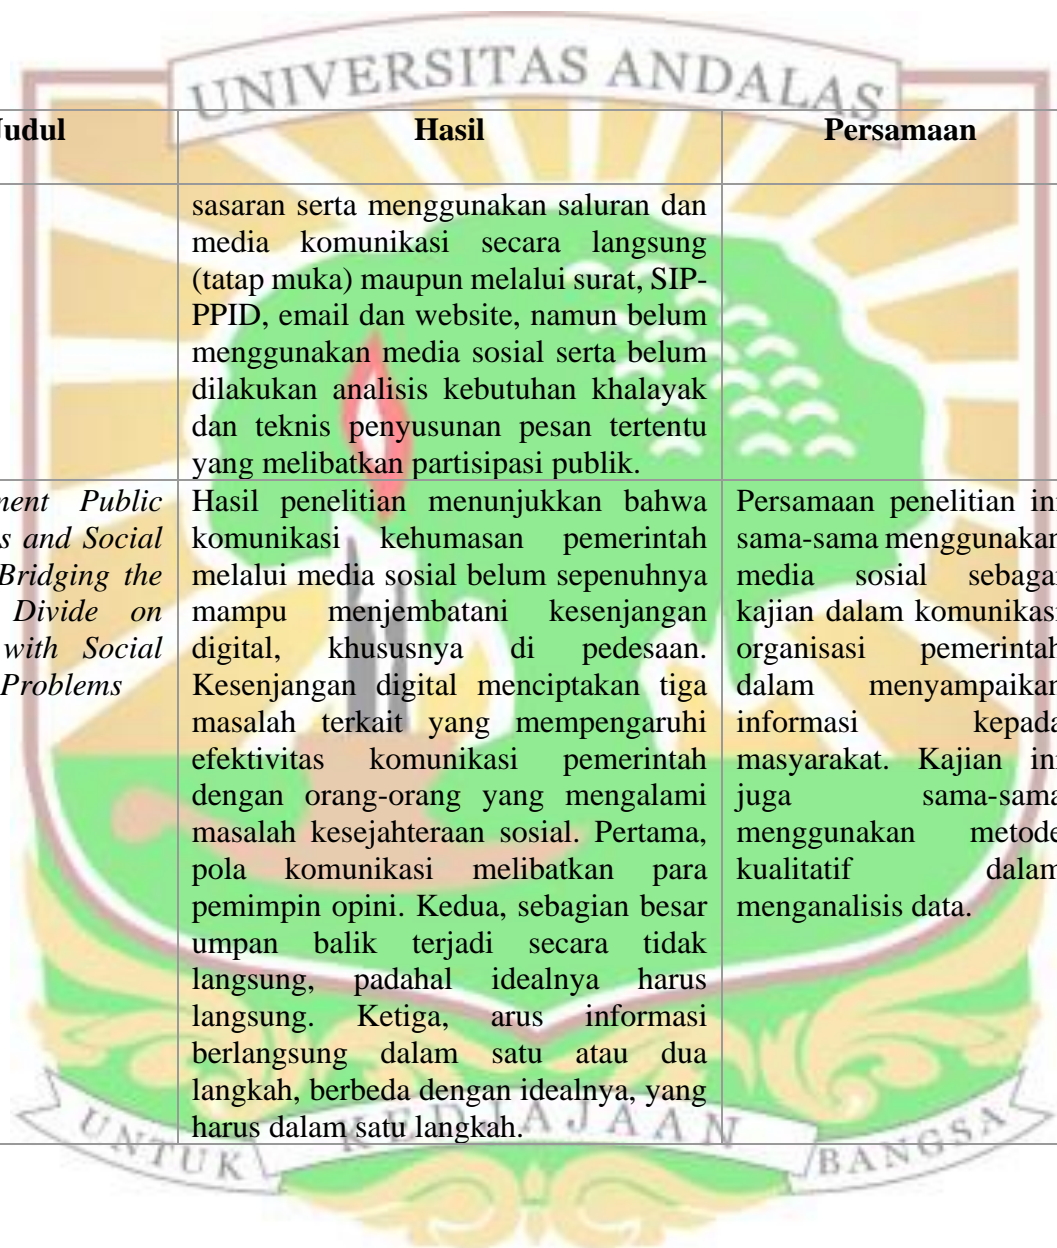 UNIVERSITAS ANDALAS
Judul
Hasil
Persamaan
sasaran serta menggunakan saluran dan
media komunikasi secara langsung
(tatap muka) maupun melalui surat, SIP-
PPID, email dan website, namun belum
menggunakan media sosial serta belum
dilakukan analisis kebutuhan khalayak
dan teknis penyusunan pesan tertentu
yang melibatkan partisipasi publik.
ment Public
s and Social
Bridging the
Divide on
with Social
Problems
Hasil penelitian menunjukkan bahwa
komunikasi kehumasan pemerintah
melalui media sosial belum sepenuhnya
mampu menjembatani kesenjangan
digital, khususnya di pedesaan.
Kesenjangan digital menciptakan tiga
masalah terkait yang mempengaruhi
efektivitas komunikasi pemerintah
dengan orang-orang yang mengalami
masalah kesejahteraan sosial. Pertama,
pola komunikasi melibatkan para
pemimpin opini. Kedua, sebagian besar
umpan balik terjadi secara tidak
langsung, padahal idealnya harus
langsung. Ketiga, arus informasi
berlangsung dalam satu atau dua
langkah, berbeda dengan idealnya, yang
harus dalam satu langkah.
Persamaan penelitian ini
sama-sama menggunakan
media sosial sebagai
kajian dalam komunikasi
organisasi pemerintah
dalam menyampaikan
informasi kepada
masyarakat. Kajian ini
juga sama-sama
menggunakan metode
kualitatif dalam
menganalisis data.
UNTUK KEDJAJAAN BANGSA